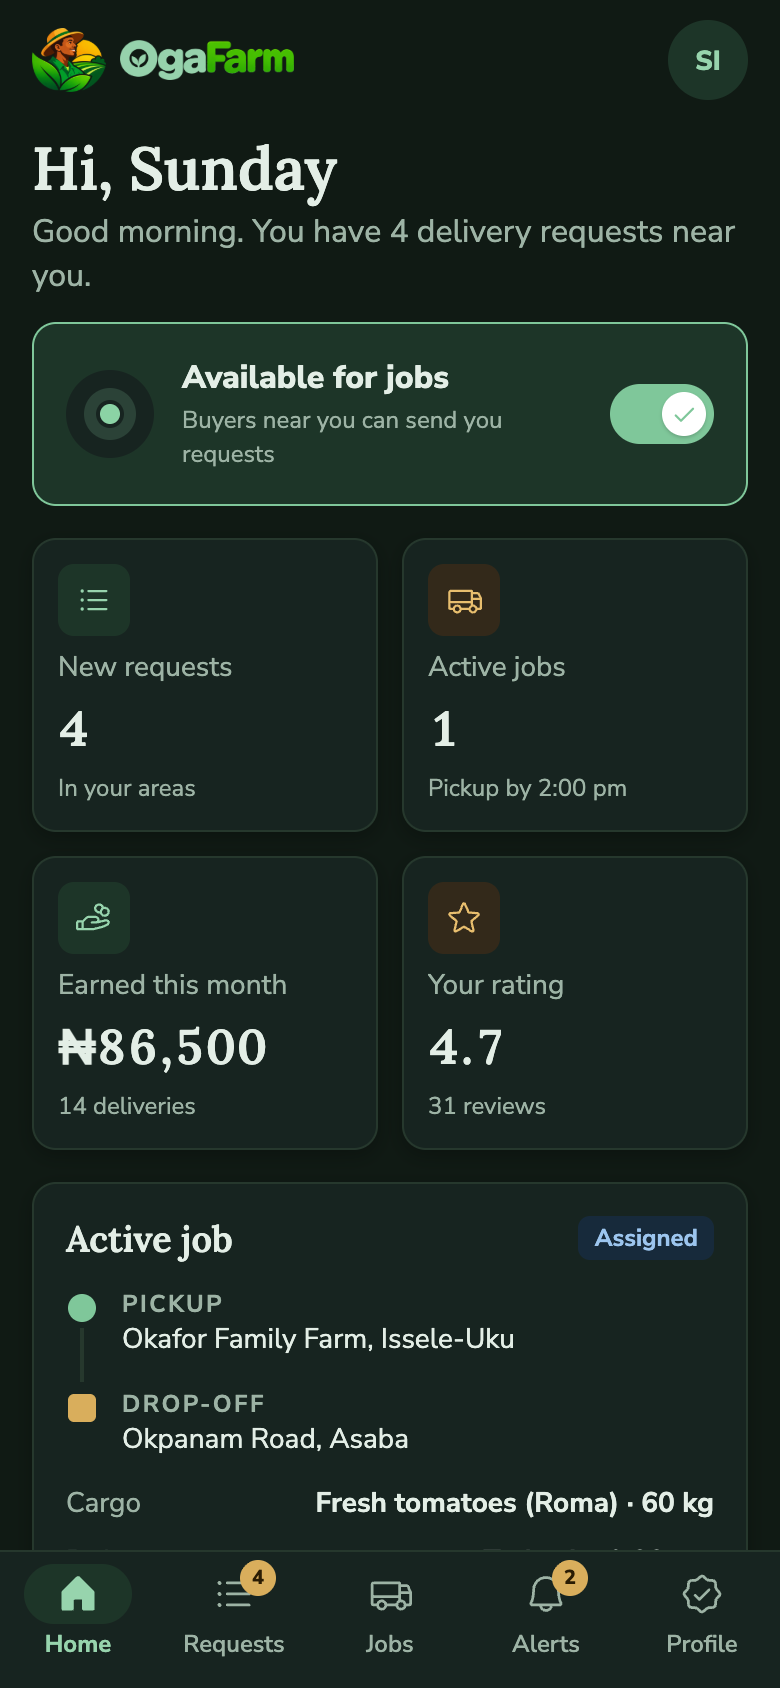 OgaFarm
SI
Hi, Sunday
Good morning. You have 4 delivery requests near
you.
Available for jobs
Buyers near you can send you
requests
New requests
4
In your areas
Active jobs
1
Pickup by 2:00 pm
Earned this month
₦86,500
14 deliveries
Your rating
4.7
31 reviews
Active job
Assigned
PICKUP
Okafor Family Farm, Issele-Uku
DROP-OFF
Okpanam Road, Asaba
Cargo
Fresh tomatoes (Roma) · 60 kg
4
2
Home
Requests
Jobs
Alerts
Profile